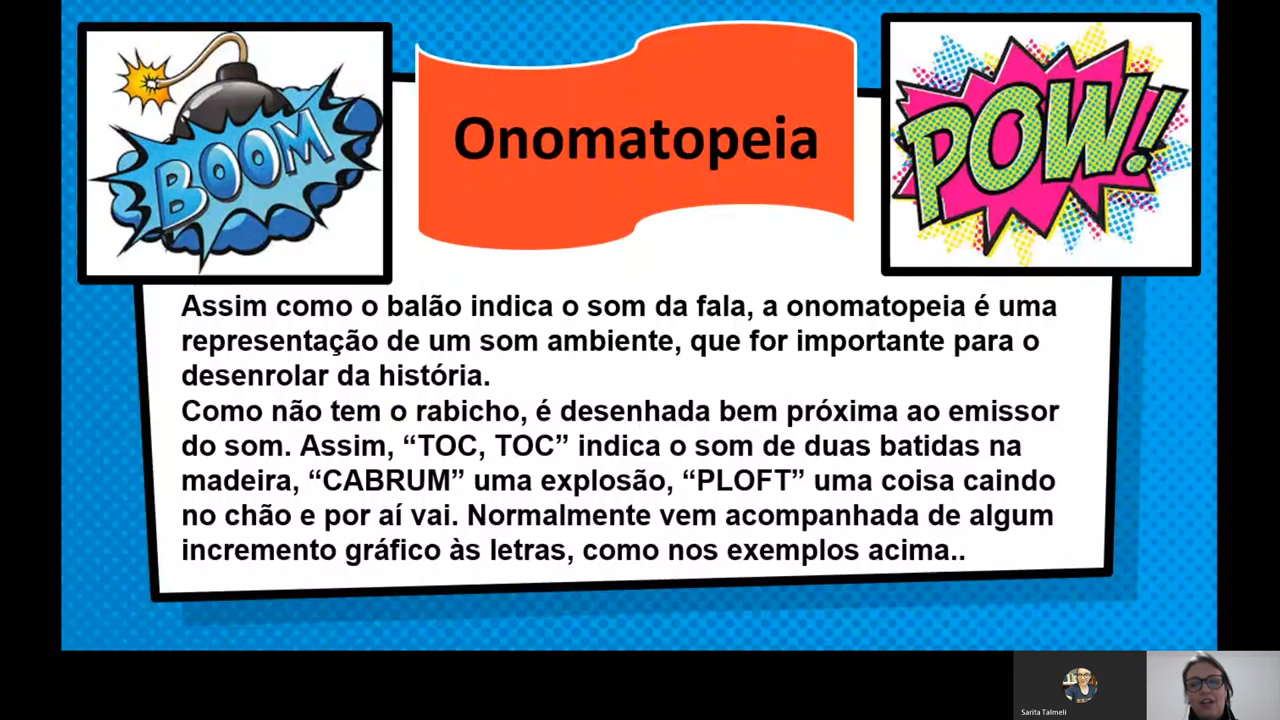 BOOM
Onomatopeia
POW!
Assim como o balão indica o som da fala, a onomatopeia é uma
representação de um som ambiente, que for importante para o
desenrolar da história.
Como não tem o rabicho, é desenhada bem próxima ao emissor
do som. Assim, “TOC, TOC” indica o som de duas batidas na
madeira, “CABRUM” uma explosão, “PLOFT” uma coisa caindo
no chão e por aí vai. Normalmente vem acompanhada de algum
incremento gráfico às letras, como nos exemplos acima..
Sarita Talmeli